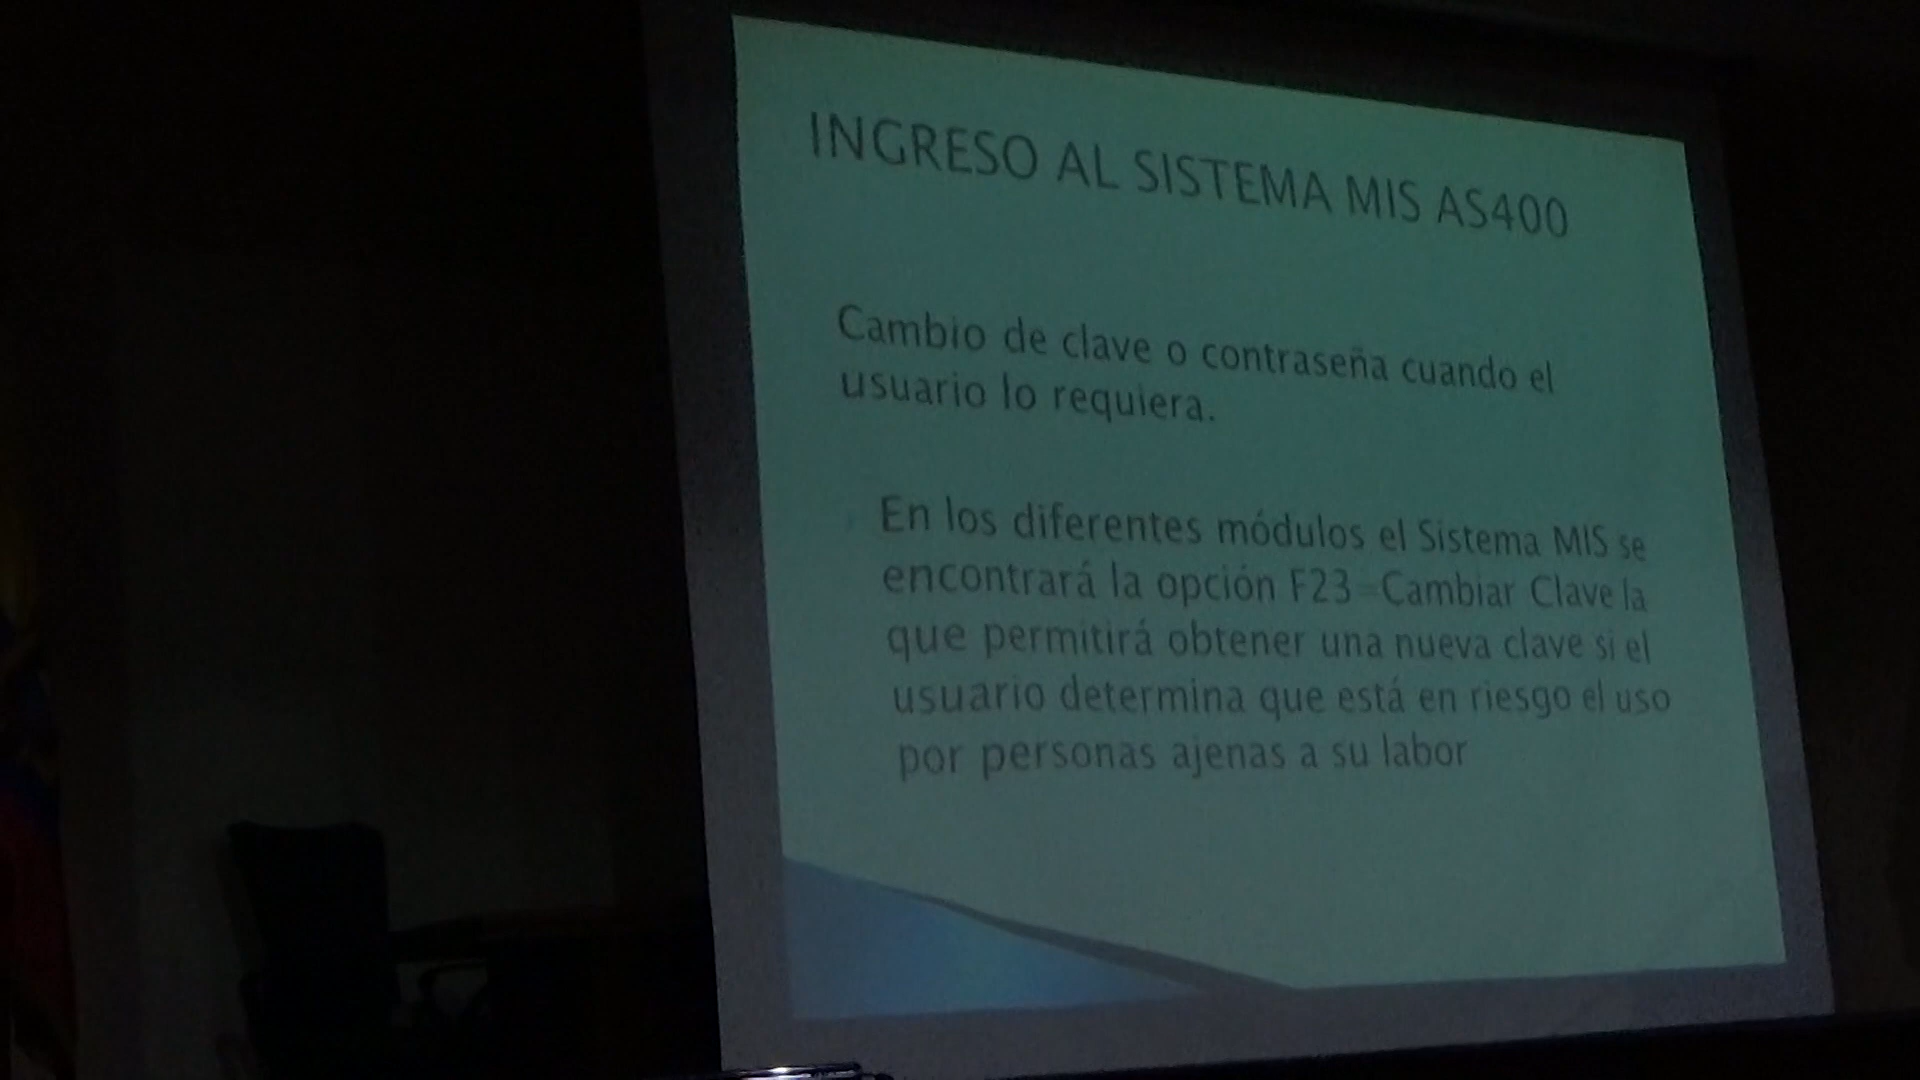 INGRESO AL SISTEMA MIS AS400
Cambio de clave o contraseña cuando el
usuario lo requiera.
En los diferentes módulos el Sistema MIS se
encontrará la opción F23=Cambiar Clave la
que permitirá obtener una nueva clave si el
usuario determina que está en riesgo el uso
por personas ajenas a su labor